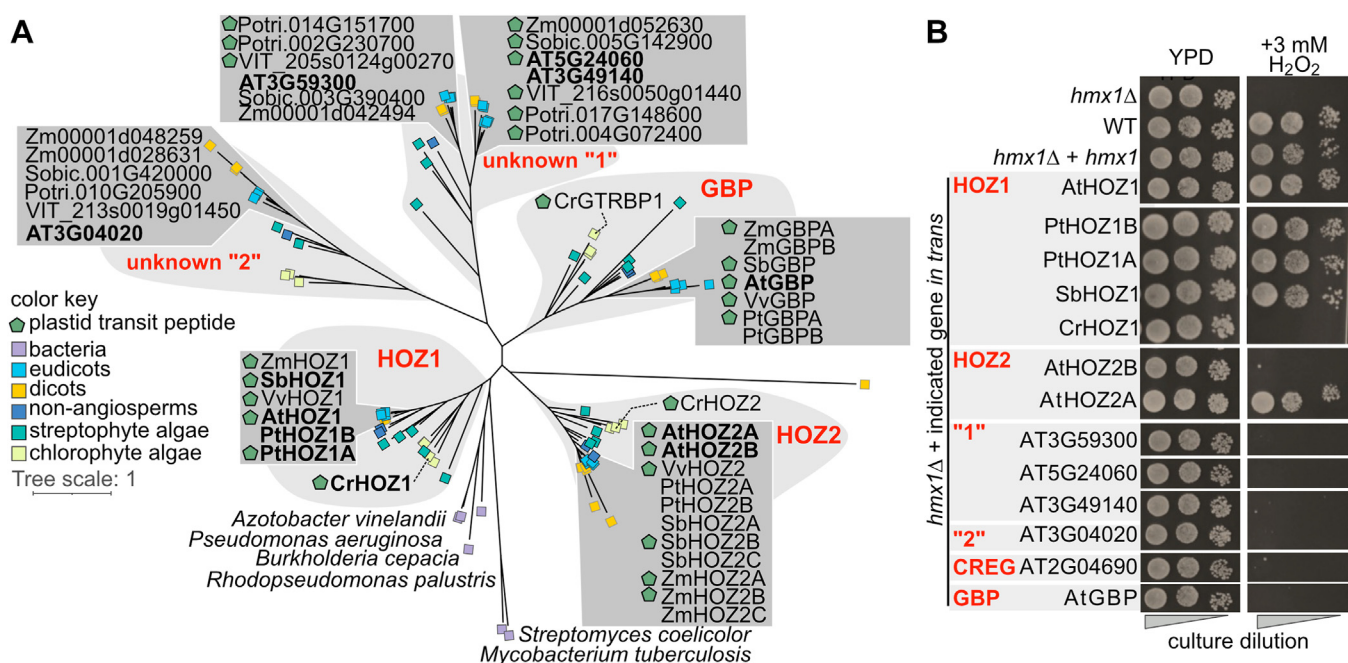 A
Potri.014G151700
Potri.002G230700
VIT_205s0124g00270
AT3G59300
Sobic.003G390400
Zm00001d042494
Zm00001d052630
Sobic.005G142900
AT5G24060
AT3G49140
VIT_216s0050g01440
Potri.017G148600
Potri.004G072400
unknown "1"
Zm00001d048259
Zm00001d028631
Sobic.001G420000
Potri.010G205900
VIT_213s0019g01450
AT3G04020
unknown "2"
GBP
CrGTRBP1
ZmGBPA
ZmGBPB
SbGBP
AtGBP
VvGBP
PtGBPA
PtGBPB
color key
plastid transit peptide
bacteria
eudicots
dicots
non-angiosperms
streptophyte algae
chlorophyte algae
Tree scale: 1
HOZ1
ZmHOZ1
SbHOZ1
VvHOZ1
AtHOZ1
PtHOZ1B
PtHOZ1A
CrHOZ1
CrHOZ2
HOZ2
AtHOZ2A
AtHOZ2B
VvHOZ2
PtHOZ2A
PtHOZ2B
SbHOZ2A
SbHOZ2B
SbHOZ2C
ZmHOZ2A
ZmHOZ2B
ZmHOZ2C
Azotobacter vinelandii
Pseudomonas aeruginosa
Burkholderia cepacia
Rhodopseudomonas palustris
Streptomyces coelicolor
Mycobacterium tuberculosis
B
YPD
+3 mM
H₂O₂
hmx1Δ
WT
hmx1Δ + hmx1
hmx1Δ + indicated gene in trans
HOZ1 AtHOZ1
PtHOZ1B
PtHOZ1A
SbHOZ1
CrHOZ1
HOZ2 AtHOZ2B
AtHOZ2A
"1" AT3G59300
AT5G24060
AT3G49140
"2" AT3G04020
CREG AT2G04690
GBP AtGBP
culture dilution